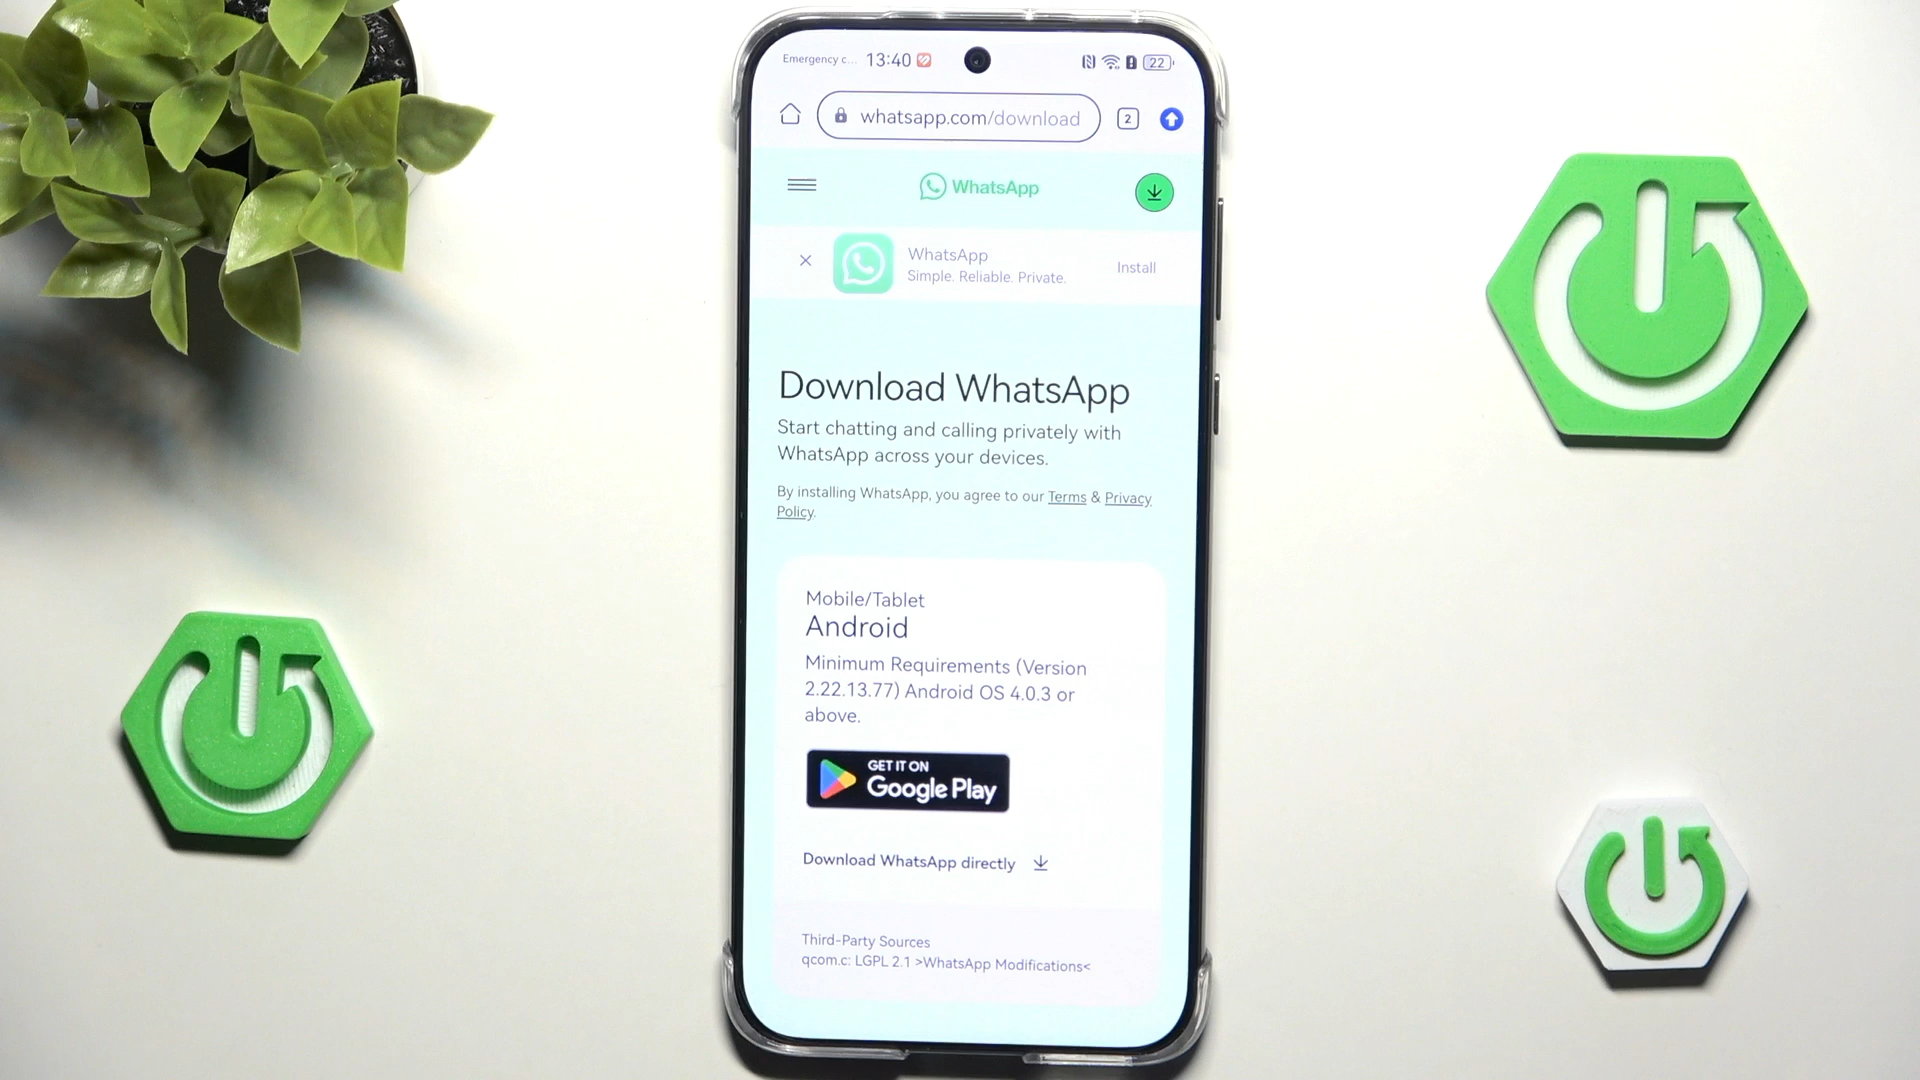 Emergency c... 13:40 22
whatsapp.com/download 2
WhatsApp
WhatsApp
Simple. Reliable. Private.
Install
Download WhatsApp
Start chatting and calling privately with
WhatsApp across your devices.
By installing WhatsApp, you agree to our Terms & Privacy
Policy.
Mobile/Tablet
Android
Minimum Requirements (Version
2.22.13.77) Android OS 4.0.3 or
above.
GET IT ON
Google Play
Download WhatsApp directly
Third-Party Sources
qcom.c: LGPL 2.1 >WhatsApp Modifications<